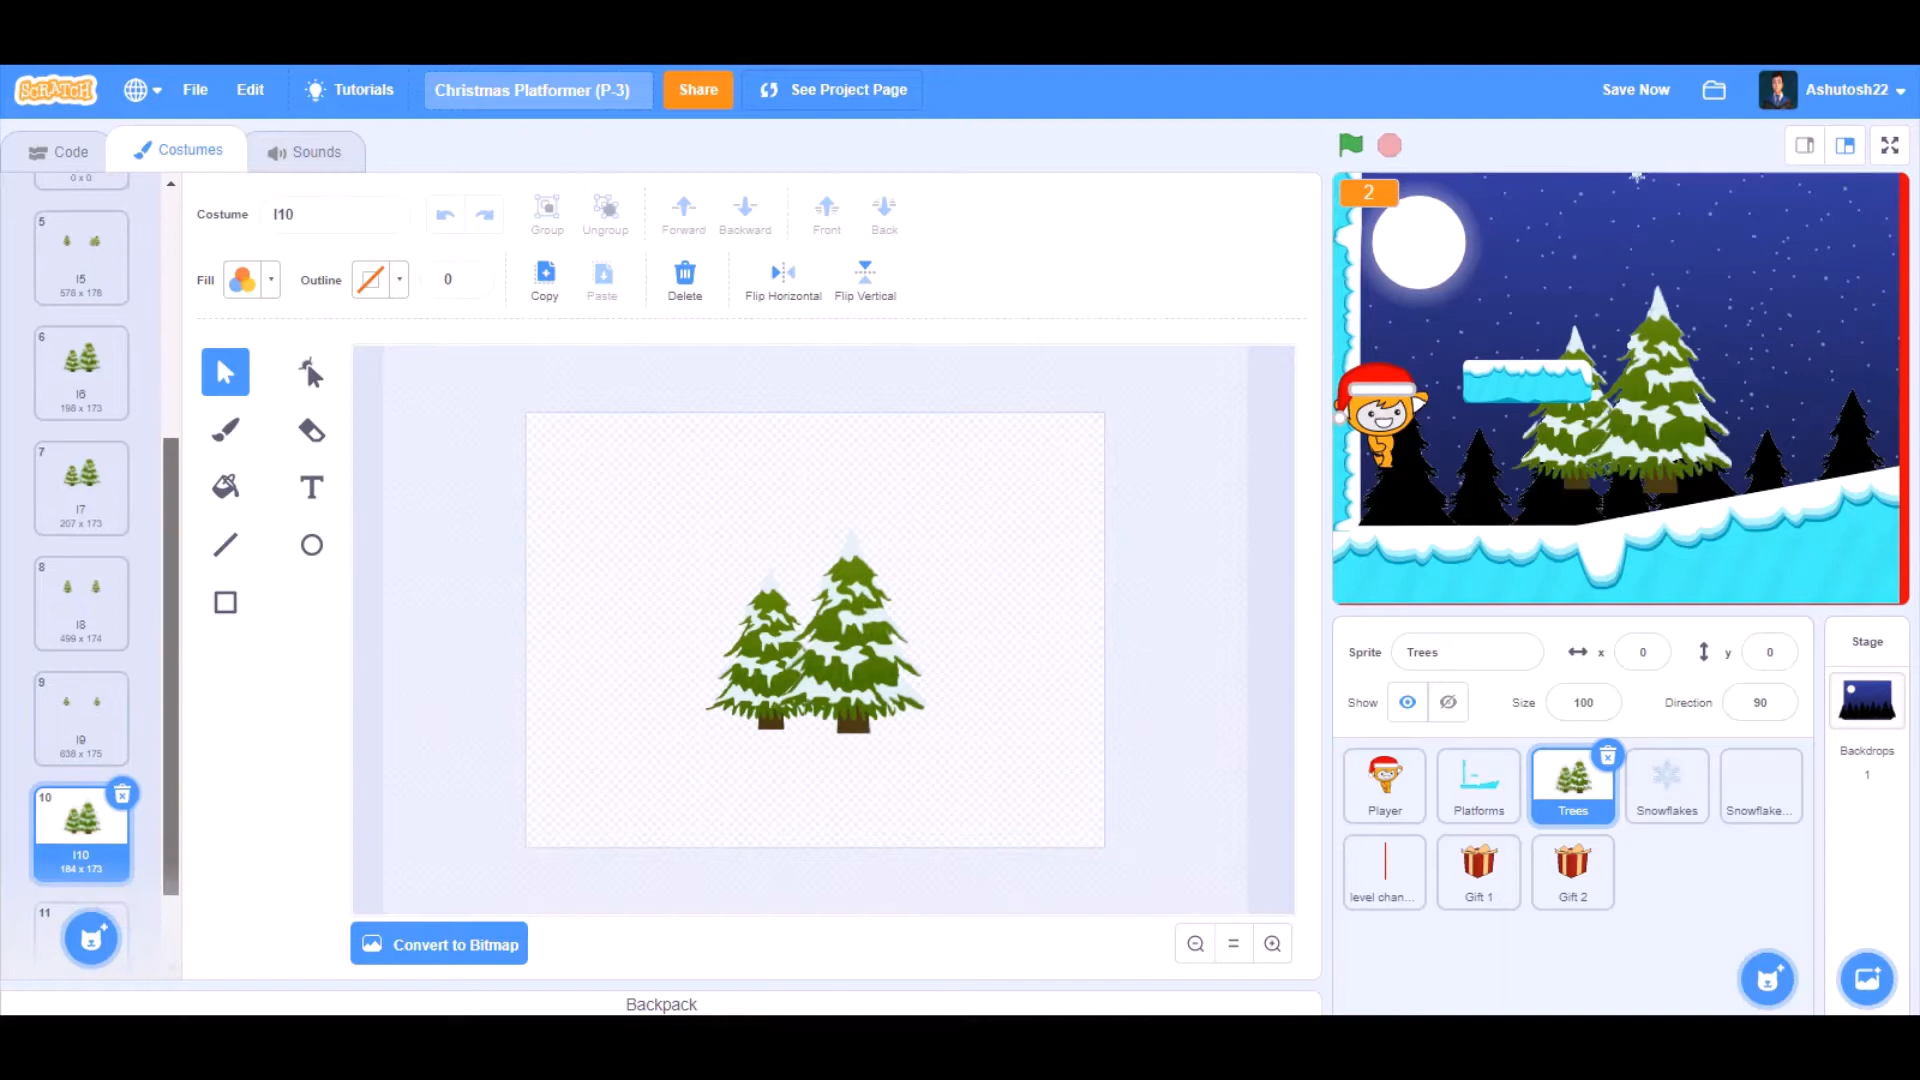 SCRATCH File Edit Tutorials Christmas Platformer (P-3) Share See Project Page Save Now Ashutosh22
Code Costumes Sounds
0 x 0
5
l5
578 x 178
6
l6
198 x 173
7
l7
207 x 173
8
l8
499 x 174
9
l9
638 x 175
10
l10
184 x 173
11
Costume l10 Group Ungroup Forward Backward Front Back
Fill Outline 0 Copy Paste Delete Flip Horizontal Flip Vertical
T
Convert to Bitmap
Backpack
2
Sprite Trees x 0 y 0
Show Size 100 Direction 90
Player Platforms Trees Snowflakes Snowflake...
level chan... Gift 1 Gift 2
Stage
Backdrops
1